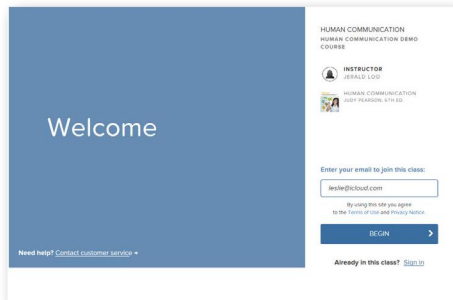 Welcome
Need help? Contact customer service →
HUMAN COMMUNICATION
HUMAN COMMUNICATION DEMO
COURSE
INSTRUCTOR
JERALD LOO
HUMAN COMMUNICATION
JUDY PEARSON, 6TH ED.
Enter your email to join this class:
leslie@icloud.com
By using this site you agree
to the Terms of Use and Privacy Notice.
BEGIN
Already in this class? Sign in